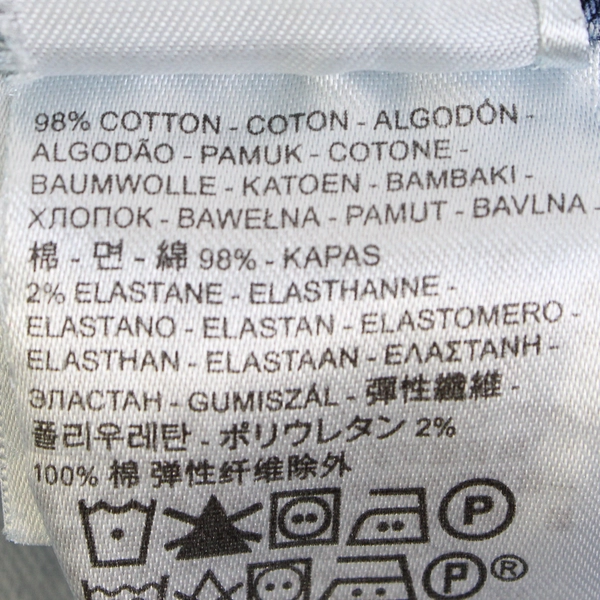 98% COTTON - COTON - ALGODÓN -
ALGODÃO - PAMUK - COTONE -
BAUMWOLLE - KATOEN - BAMBAKI -
ХЛОПОК - BAWEŁNA - PAMUT - BAVLNA -
棉 - 면 - 綿 98% - KAPAS
2% ELASTANE - ELASTHANNE -
ELASTANO - ELASTAN - ELASTOMERO -
ELASTHAN - ELASTAAN - ΕΛΑΣΤΑΝΗ -
ЭЛАСТАН - GUMISZÁL - 彈性纖維 -
폴리우레탄 - ポリウレタン 2%
100% 棉 弹性纤维除外
P
P ®